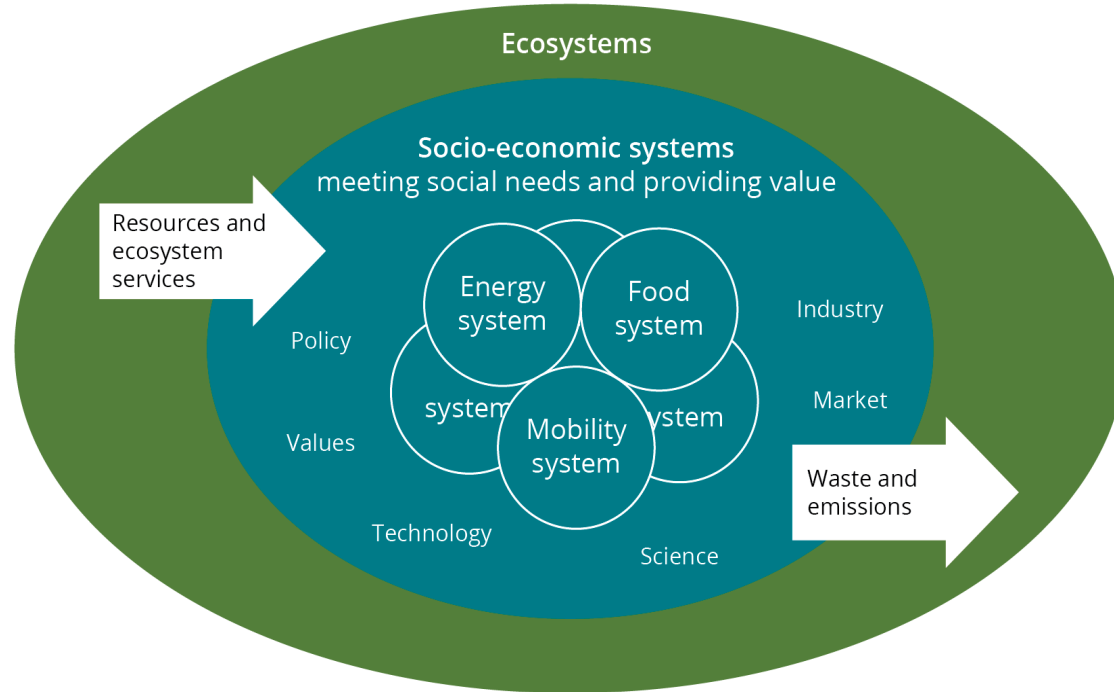 Ecosystems
Socio-economic systems
meeting social needs and providing value
Resources and
ecosystem
services
Energy
system
Food
system
Industry
Policy
Market
system
ystem
Mobility
system
Values
Waste and
emissions
Technology
Science